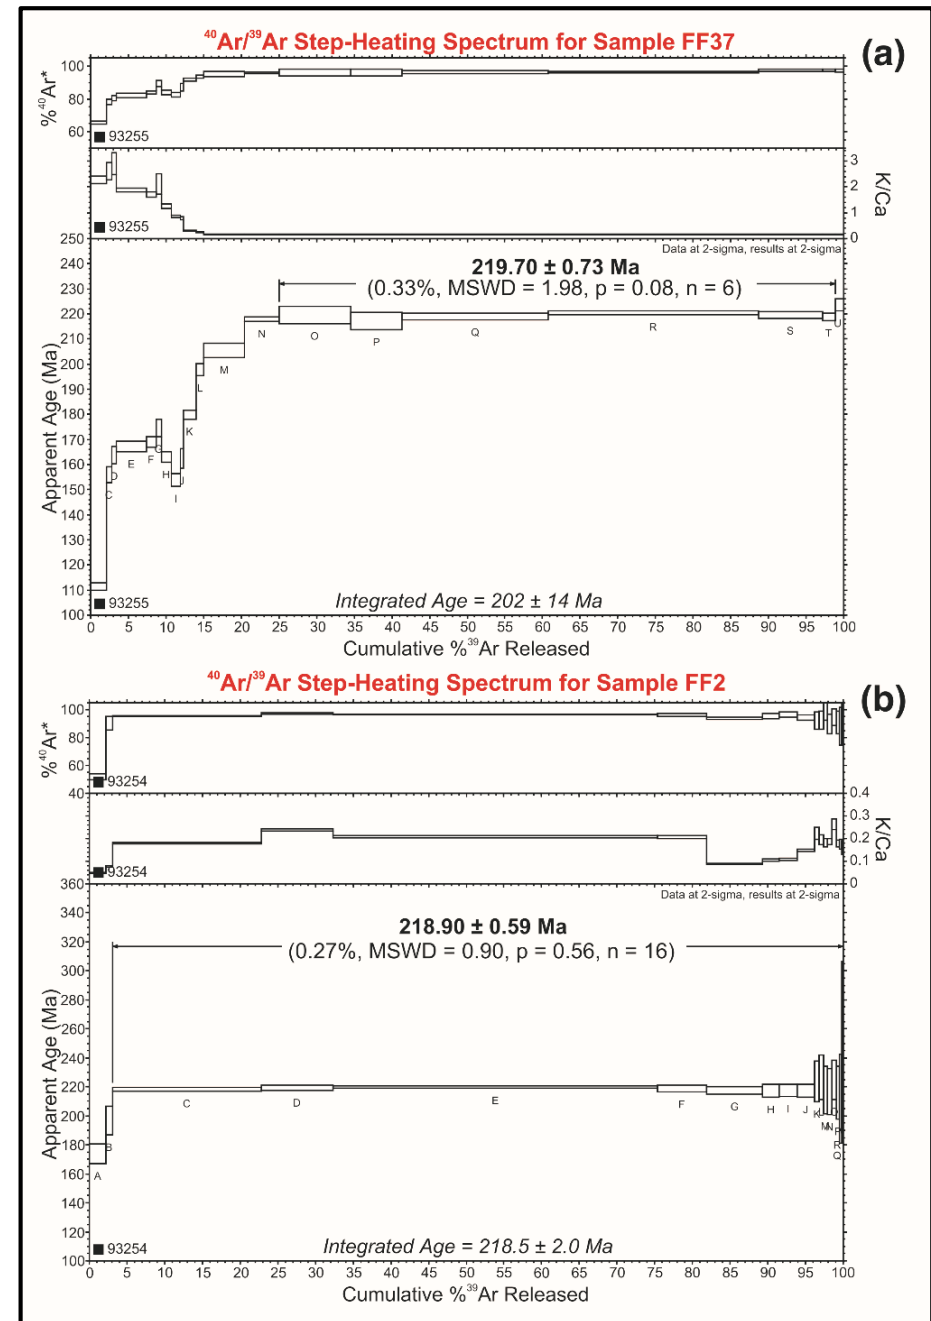 ⁴⁰Ar/³⁹Ar Step-Heating Spectrum for Sample FF37
(a)
%⁴⁰Ar*
100
80
60
93255
K/Ca
3
2
1
0
93255
Data at 2-sigma, results at 2-sigma
219.70 ± 0.73 Ma
(0.33%, MSWD = 1.98, p = 0.08, n = 6)
Apparent Age (Ma)
250
240
230
220
210
200
190
180
170
160
150
140
130
120
110
100
C D E F G H I J K L M N O P Q R S T U
93255
Integrated Age = 202 ± 14 Ma
0 5 10 15 20 25 30 35 40 45 50 55 60 65 70 75 80 85 90 95 100
Cumulative %³⁹Ar Released
⁴⁰Ar/³⁹Ar Step-Heating Spectrum for Sample FF2
(b)
%⁴⁰Ar*
100
80
60
40
93254
K/Ca
0.4
0.3
0.2
0.1
0
93254
Data at 2-sigma, results at 2-sigma
218.90 ± 0.59 Ma
(0.27%, MSWD = 0.90, p = 0.56, n = 16)
Apparent Age (Ma)
360
340
320
300
280
260
240
220
200
180
160
140
120
100
A B C D E F G H I J K L M N P R Q
93254
Integrated Age = 218.5 ± 2.0 Ma
0 5 10 15 20 25 30 35 40 45 50 55 60 65 70 75 80 85 90 95 100
Cumulative %³⁹Ar Released